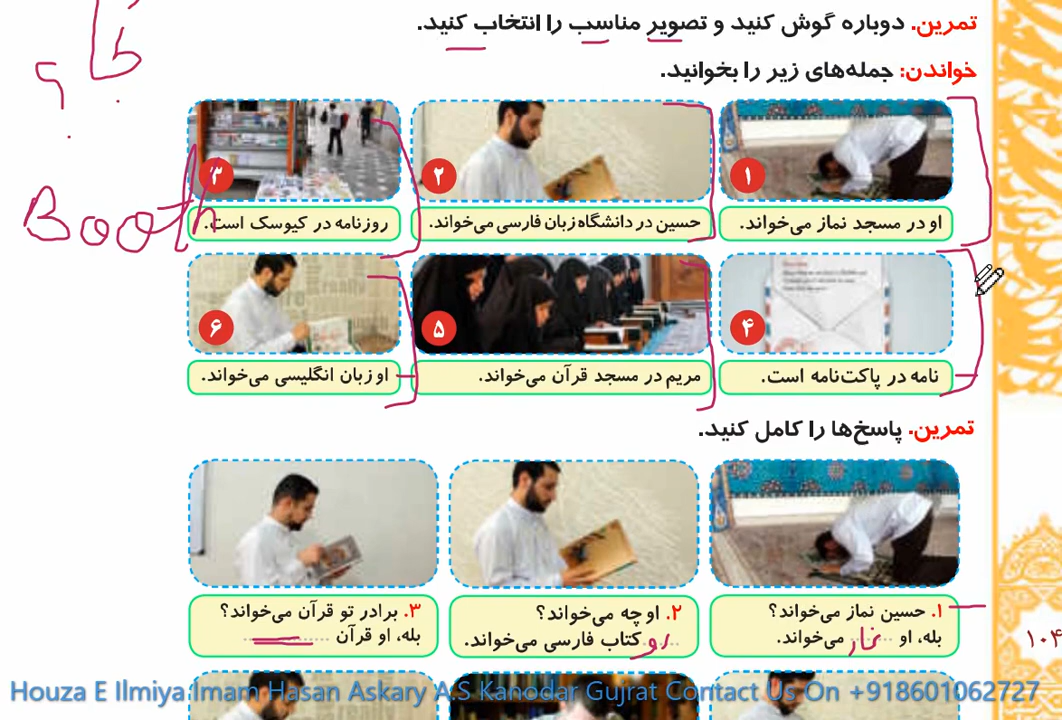 تمرین. دوباره گوش کنید و تصویر مناسب را انتخاب کنید.
خواندن: جمله‌های زیر را بخوانید.
۱
او در مسجد نماز می‌خواند.
۲
حسین در دانشگاه زبان فارسی می‌خواند.
۳
روزنامه در کیوسک است.
Booth
۴
نامه در پاکت‌نامه است.
۵
مریم در مسجد قرآن می‌خواند.
۶
او زبان انگلیسی می‌خواند.
تمرین. پاسخ‌ها را کامل کنید.
۱. حسین نماز می‌خواند؟
بله، او نماز می‌خواند.
۲. او چه می‌خواند؟
او کتاب فارسی می‌خواند.
۳. برادر تو قرآن می‌خواند؟
بله، او قرآن ............
۱۰۴
Houza E Ilmiya Imam Hasan Askary A.S Kanodar Gujrat Contact Us On +918601062727